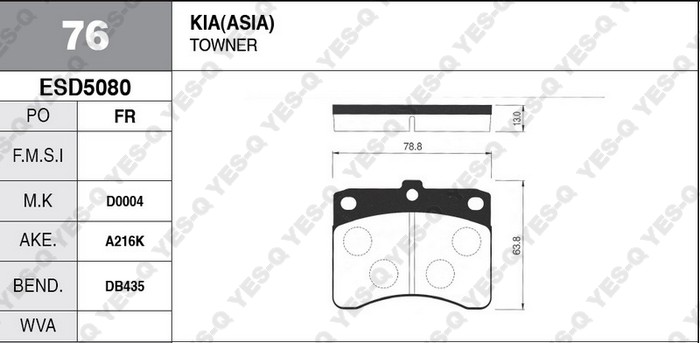 76
KIA(ASIA)
TOWNER
ESD5080
PO FR
F.M.S.I
M.K D0004
AKE. A216K
BEND. DB435
WVA
13.0
78.8
63.8
YES-Q YES-Q YES-Q YES-Q YES-Q